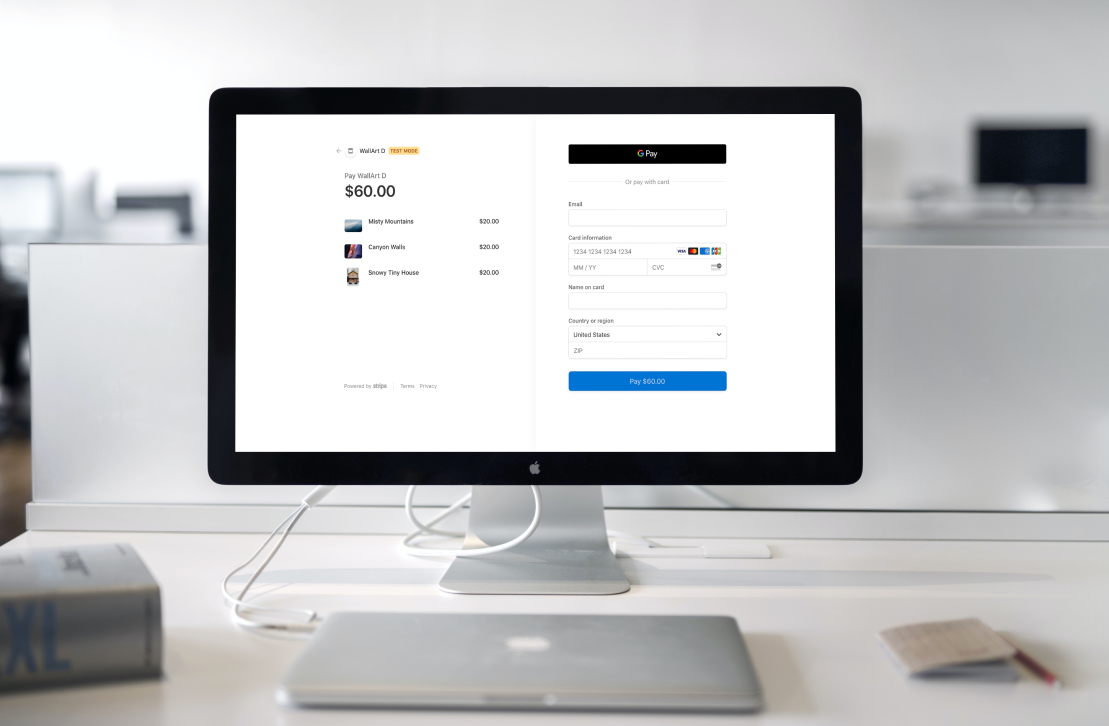 WallArt D TEST MODE
Pay WallArt D
$60.00
Misty Mountains $20.00
Canyon Walls $20.00
Snowy Tiny House $20.00
Powered by stripe Terms Privacy
G Pay
Or pay with card
Email
Card information
1234 1234 1234 1234 VISA
MM / YY CVC
Name on card
Country or region
United States
ZIP
Pay $60.00
XL